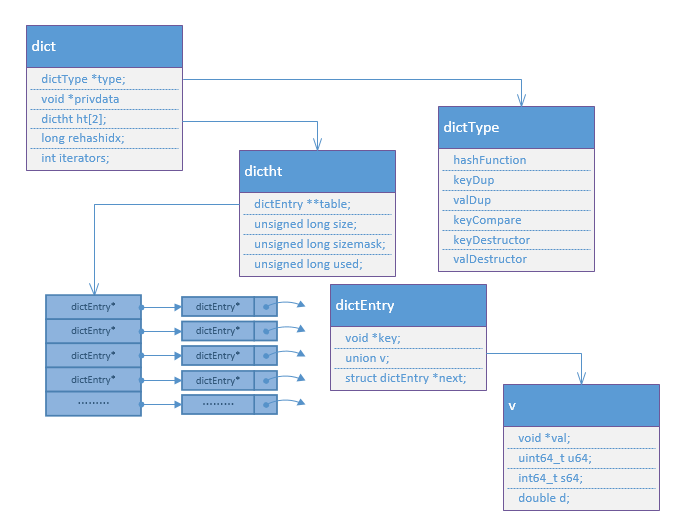 dict
dictType *type;
void *privdata
dictht ht[2];
long rehashidx;
int iterators;
dictType
hashFunction
keyDup
valDup
keyCompare
keyDestructor
valDestructor
dictht
dictEntry **table;
unsigned long size;
unsigned long sizemask;
unsigned long used;
dictEntry* dictEntry*
dictEntry* dictEntry*
dictEntry* dictEntry*
dictEntry* dictEntry*
......... .........
dictEntry
void *key;
union v;
struct dictEntry *next;
v
void *val;
uint64_t u64;
int64_t s64;
double d;